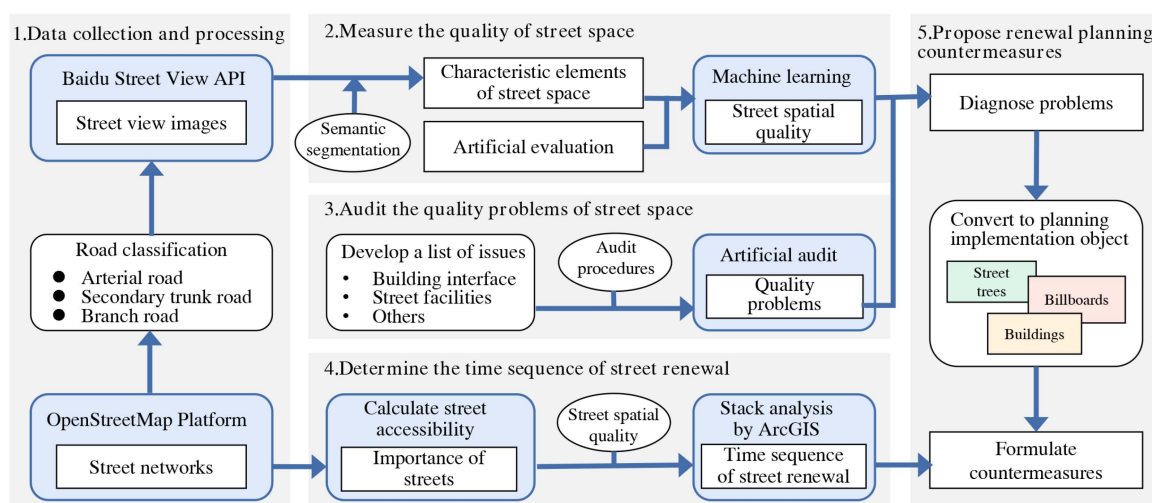 1.Data collection and processing
Baidu Street View API
Street view images
Road classification
● Arterial road
● Secondary trunk road
● Branch road
OpenStreetMap Platform
Street networks
2.Measure the quality of street space
Semantic
segmentation
Characteristic elements
of street space
Artificial evaluation
Machine learning
Street spatial
quality
3.Audit the quality problems of street space
Develop a list of issues
• Building interface
• Street facilities
• Others
Audit
procedures
Artificial audit
Quality
problems
4.Determine the time sequence of street renewal
Calculate street
accessibility
Importance of
streets
Street spatial
quality
Stack analysis
by ArcGIS
Time sequence
of street renewal
5.Propose renewal planning
countermeasures
Diagnose problems
Convert to planning
implementation object
Street
trees
Billboards
Buildings
Formulate
countermeasures